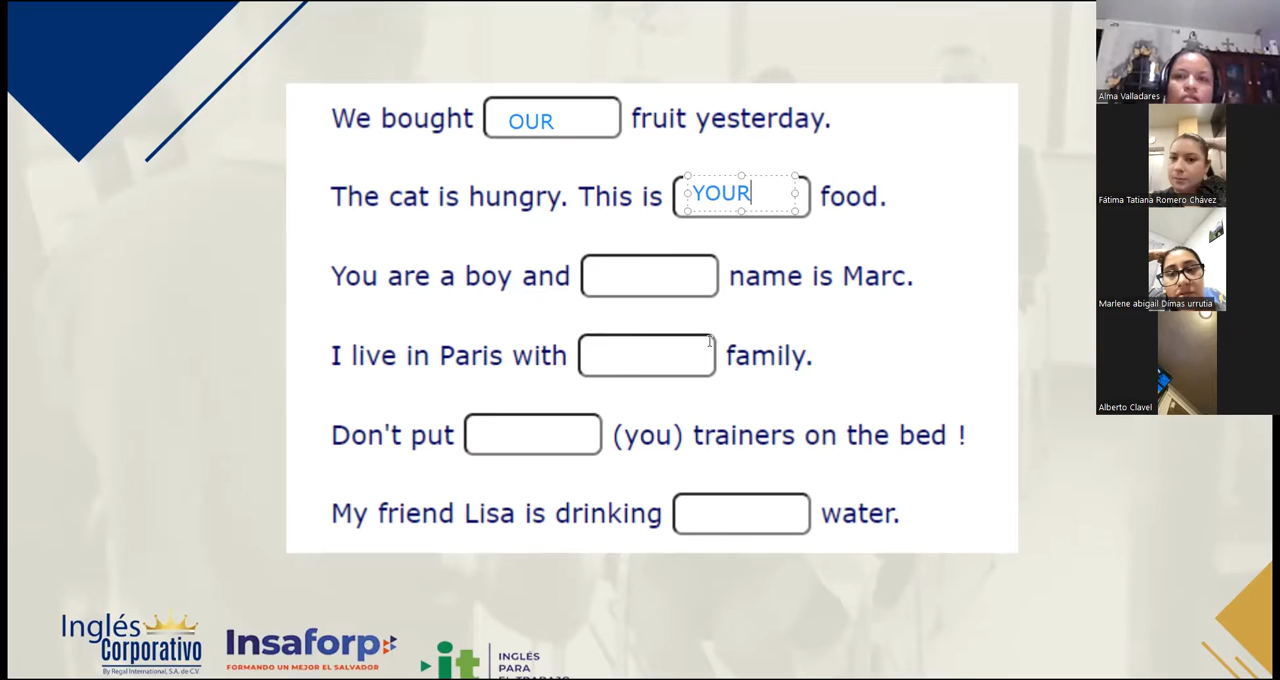 We bought OUR fruit yesterday.
The cat is hungry. This is YOUR food.
You are a boy and name is Marc.
I live in Paris with family.
Don't put (you) trainers on the bed !
My friend Lisa is drinking water.
Alma Valladares
Fátima Tatiana Romero Chávez
Marlene abigail Dimas urrutia
Alberto Clavel
Inglés
Corporativo
By Regal International, S.A. de C.V.
Insaforp
FORMANDO UN MEJOR EL SALVADOR
it
INGLÉS
PARA
EL TRABAJO